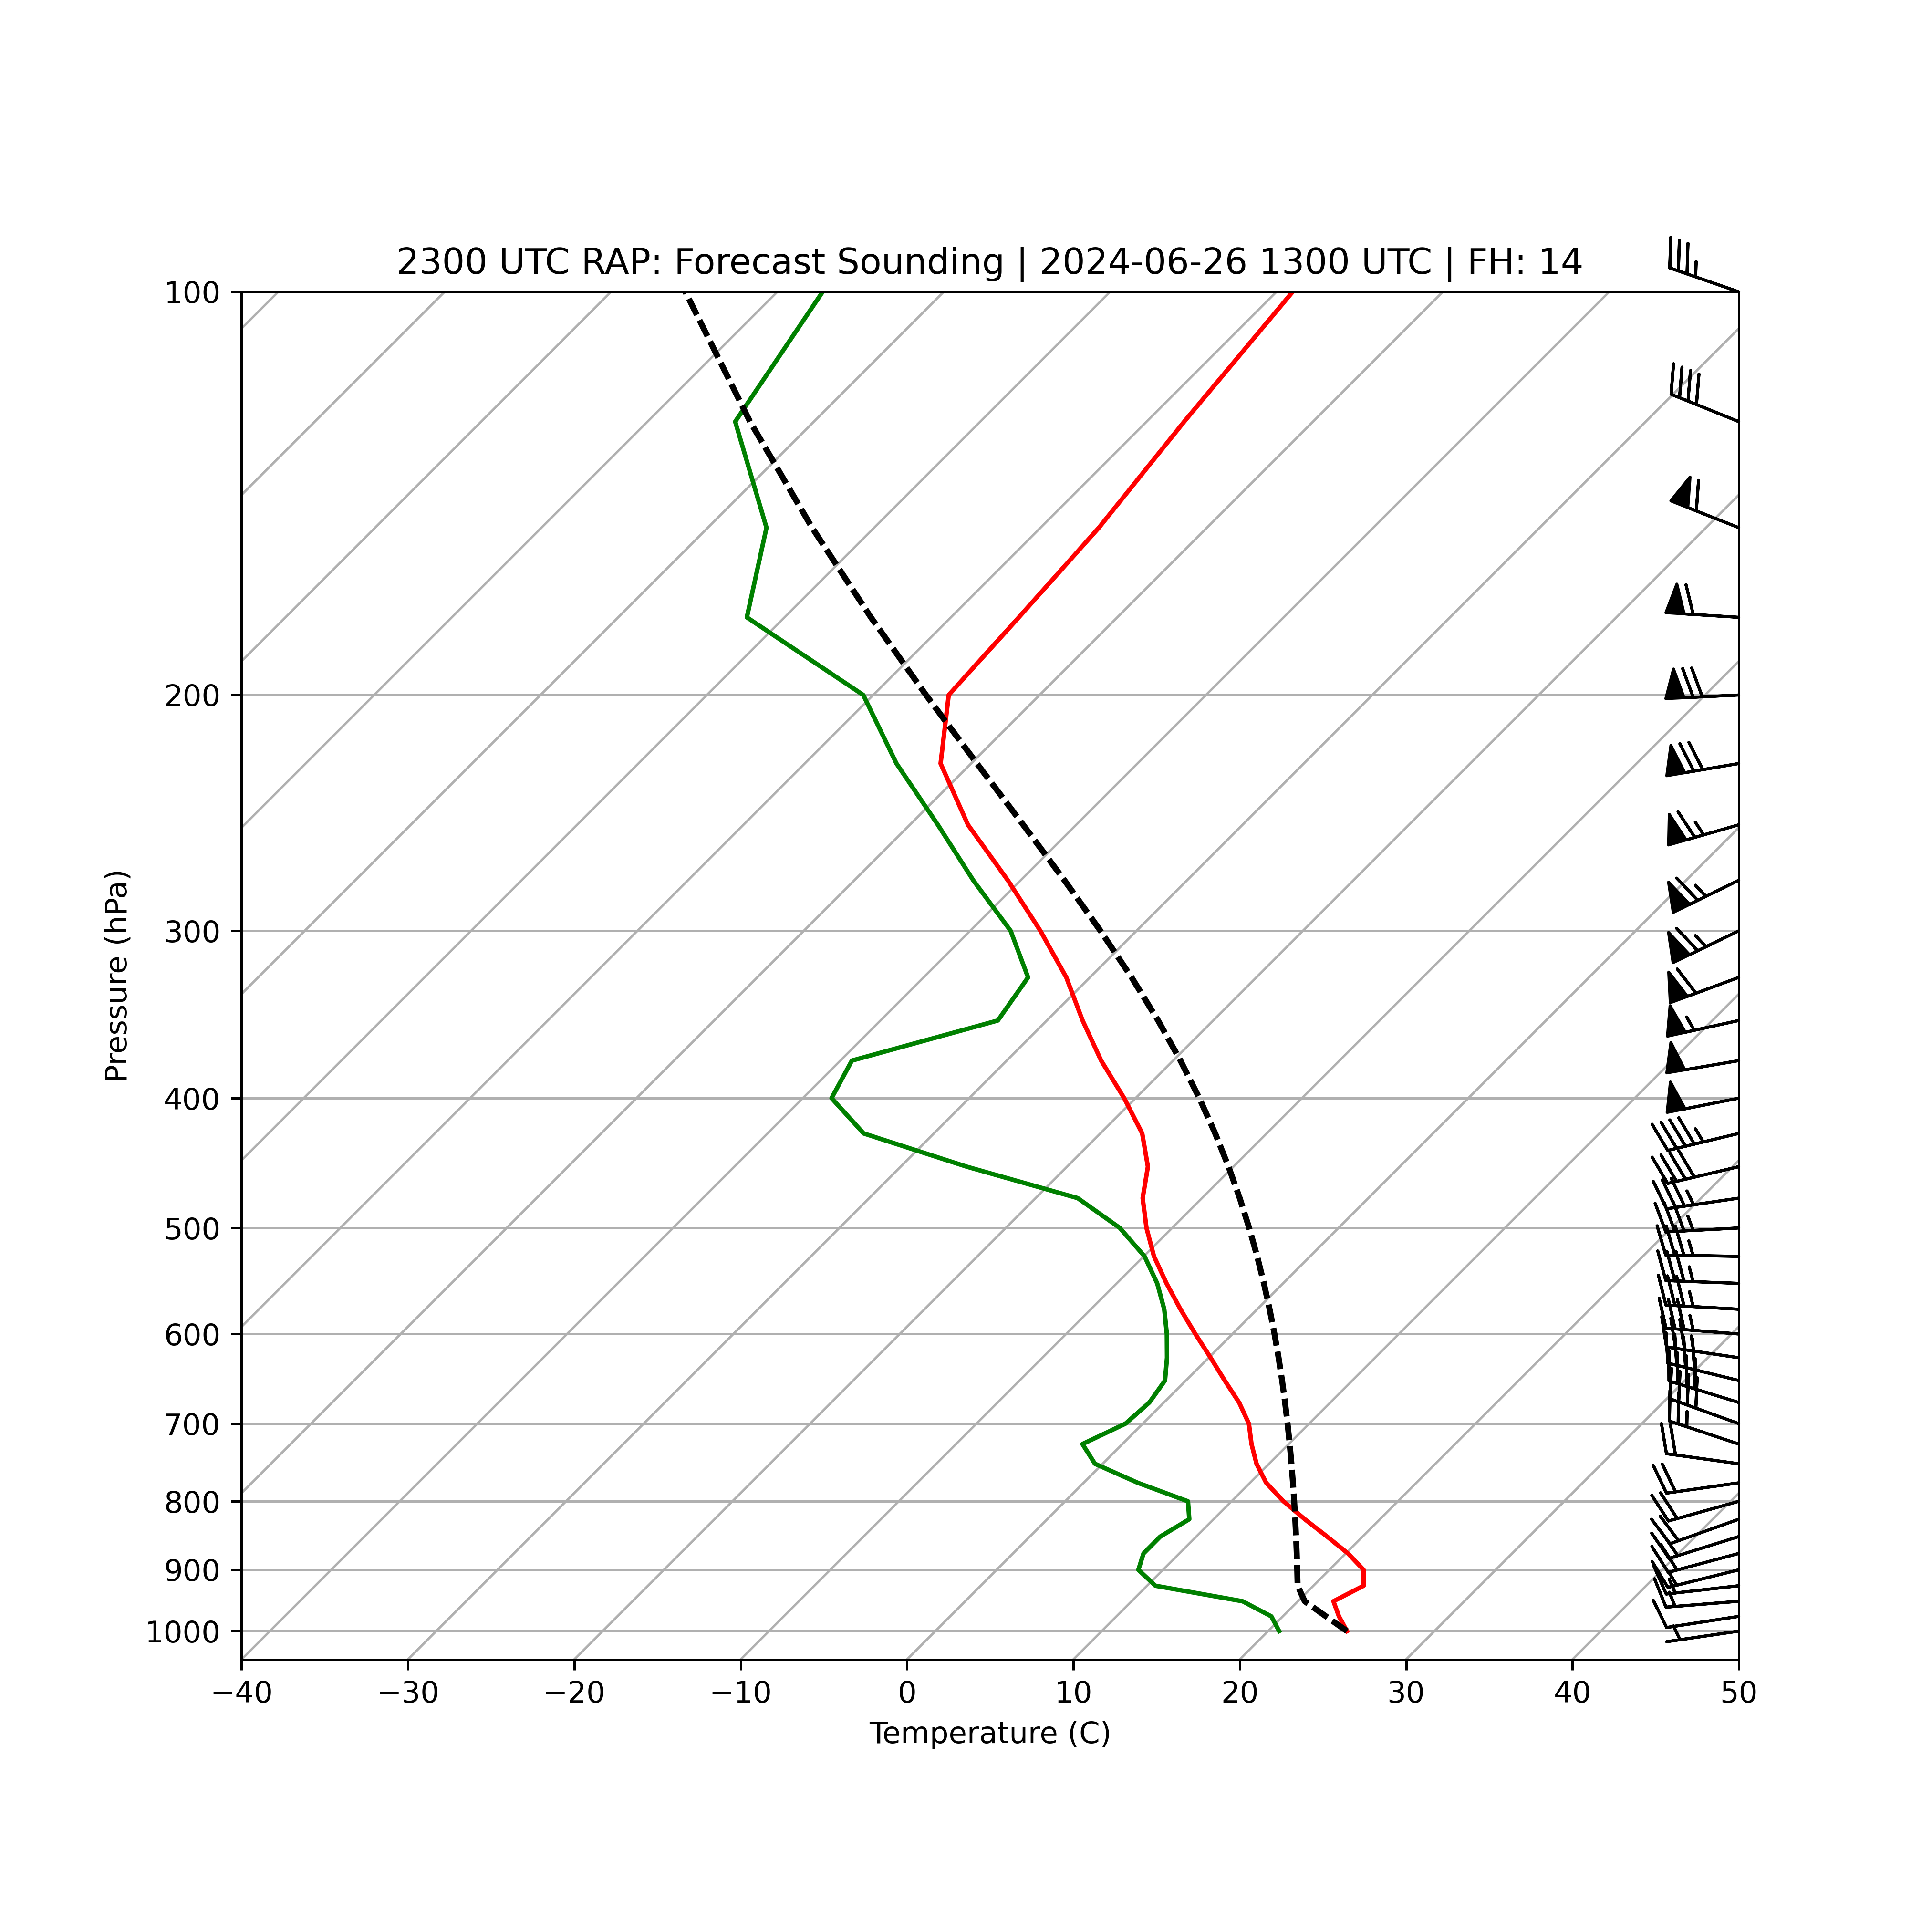 2300 UTC RAP: Forecast Sounding | 2024-06-26 1300 UTC | FH: 14
100
200
300
400
500
600
700
800
900
1000
Pressure (hPa)
−40 −30 −20 −10 0 10 20 30 40 50
Temperature (C)